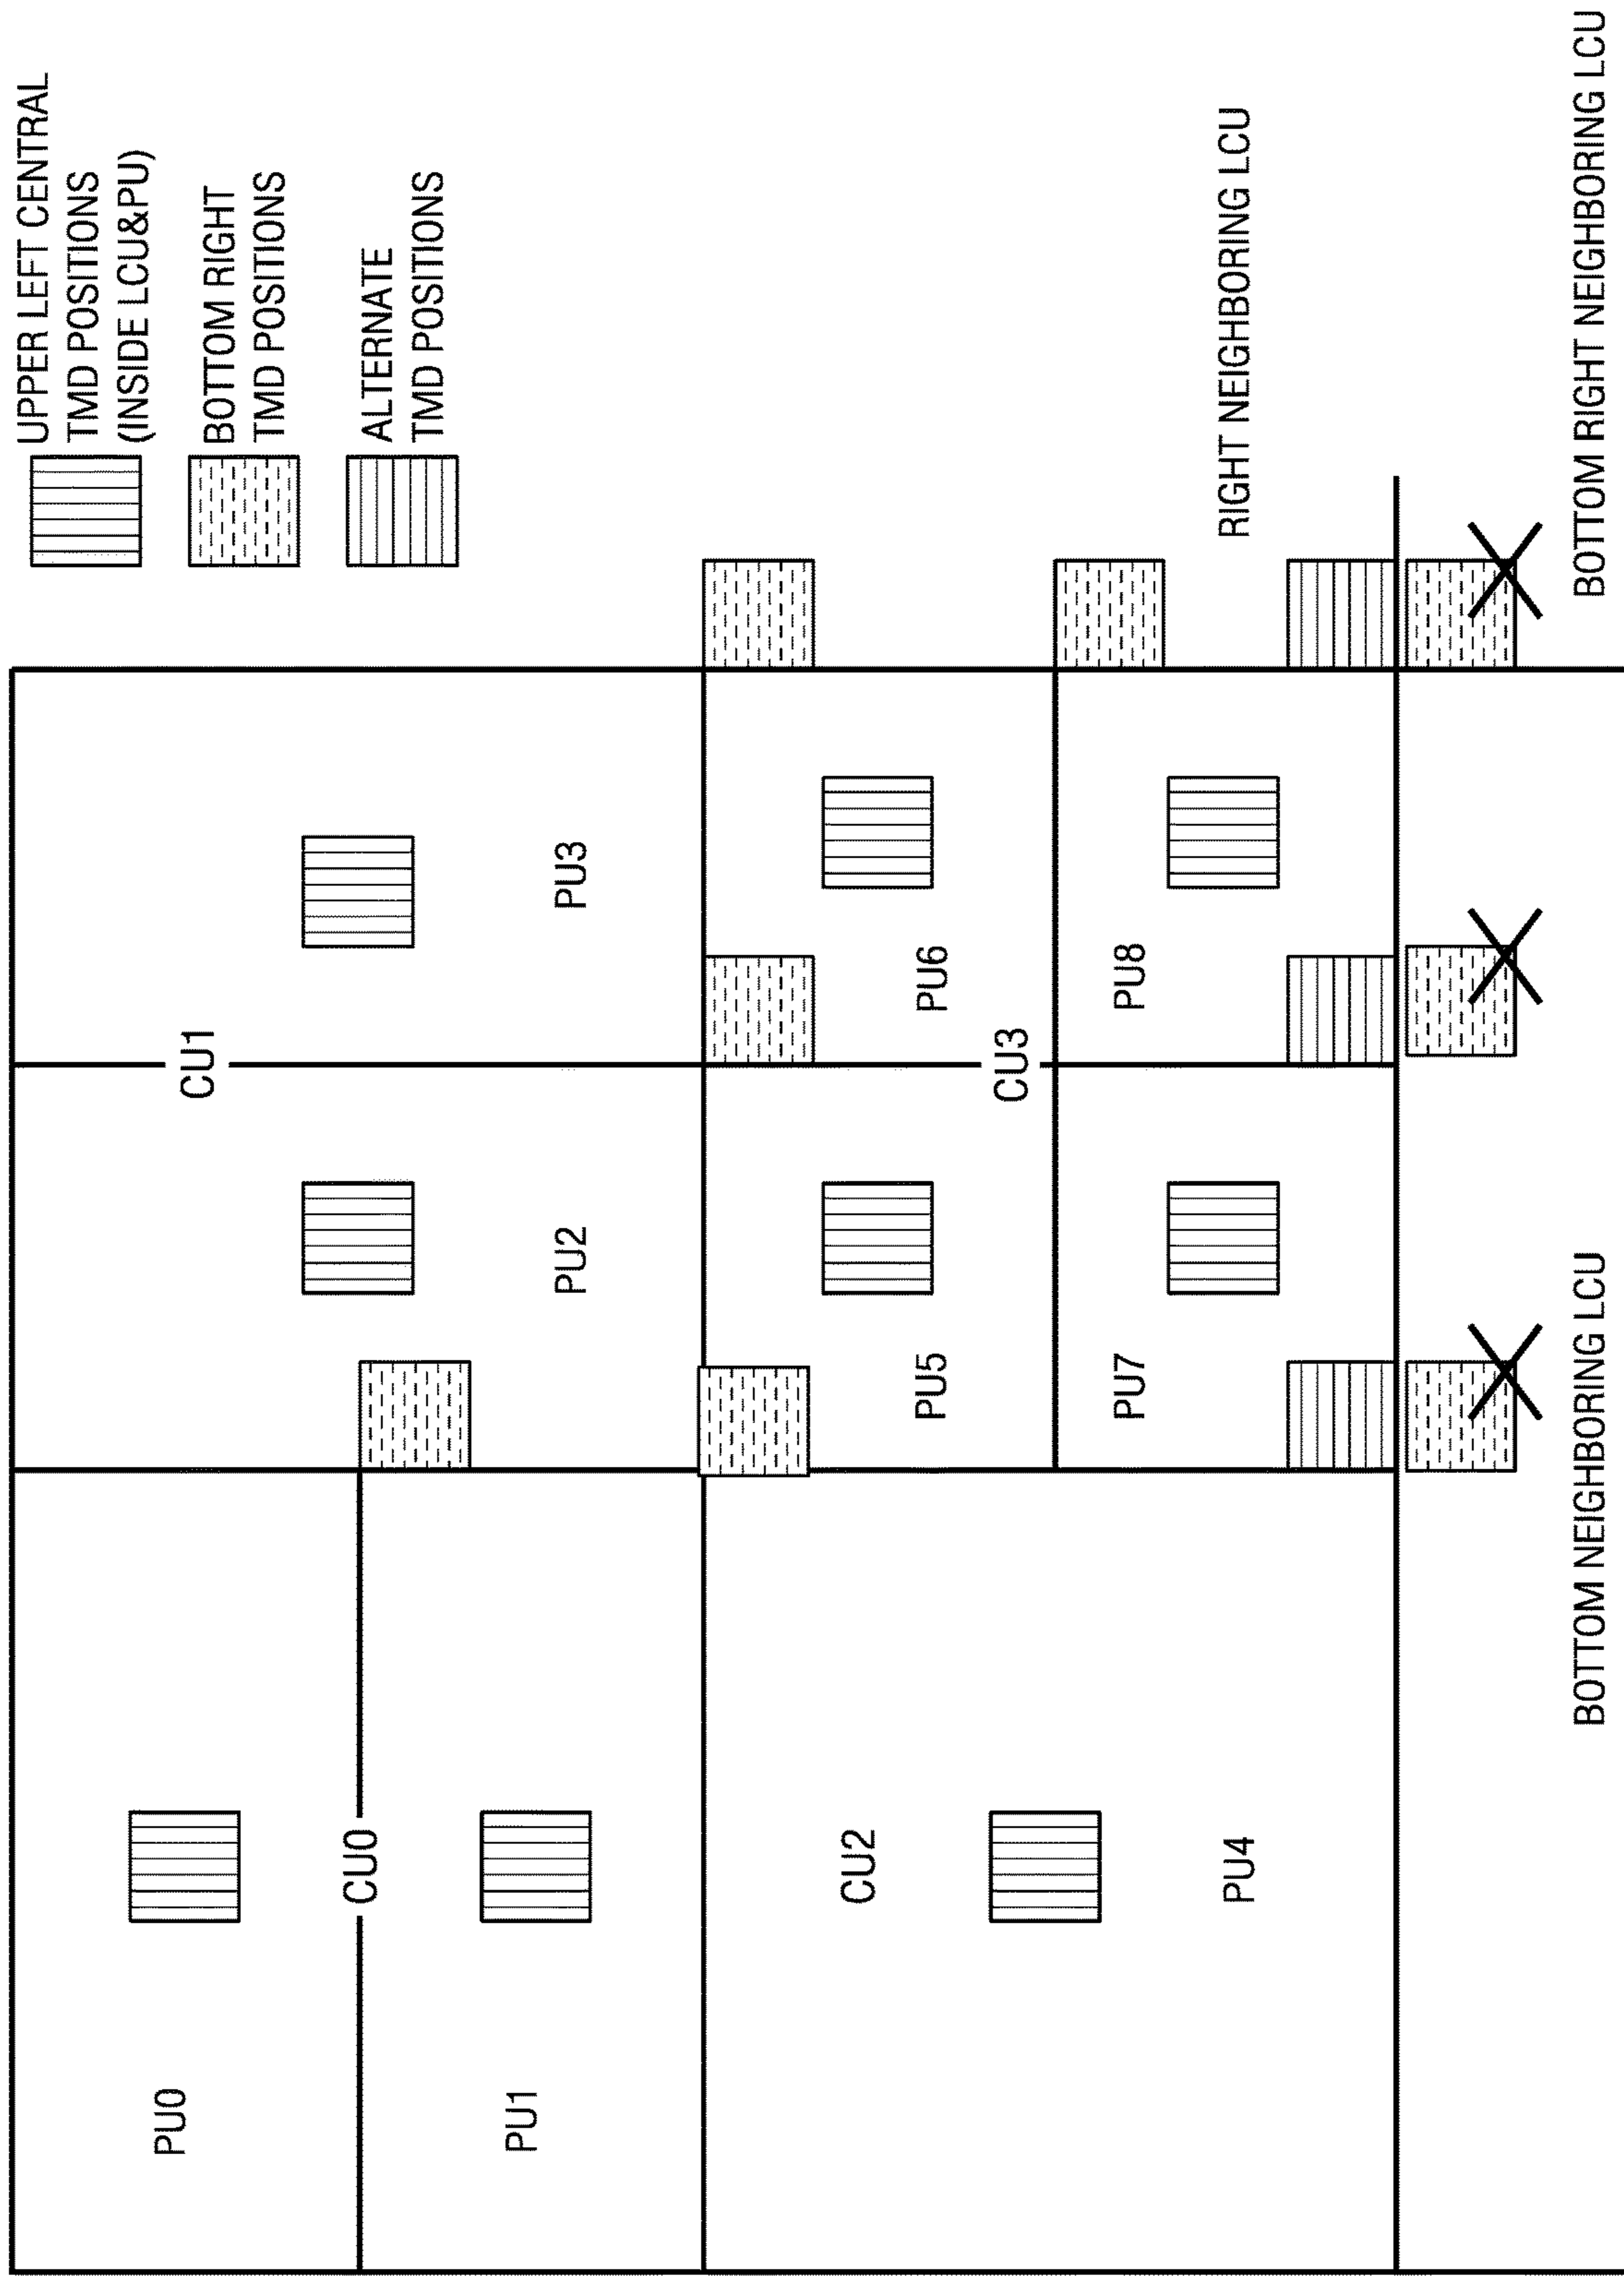 UPPER LEFT CENTRAL
TMD POSITIONS
(INSIDE LCU&PU)
BOTTOM RIGHT
TMD POSITIONS
ALTERNATE
TMD POSITIONS
PU0
CU0
PU1
CU1
PU2
PU3
CU2
PU4
PU5
PU6
CU3
PU7
PU8
RIGHT NEIGHBORING LCU
BOTTOM NEIGHBORING LCU
BOTTOM RIGHT NEIGHBORING LCU